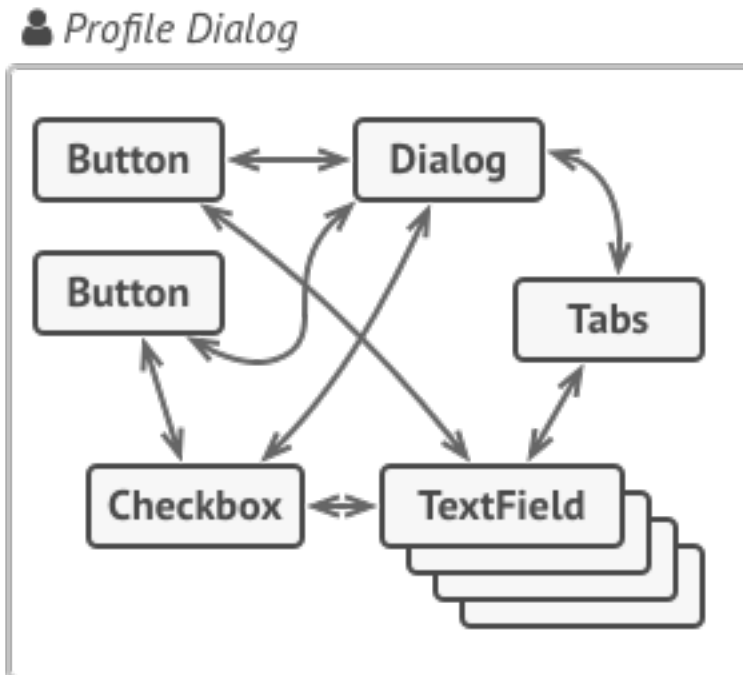 Profile Dialog
Button
Dialog
Button
Tabs
Checkbox
TextField